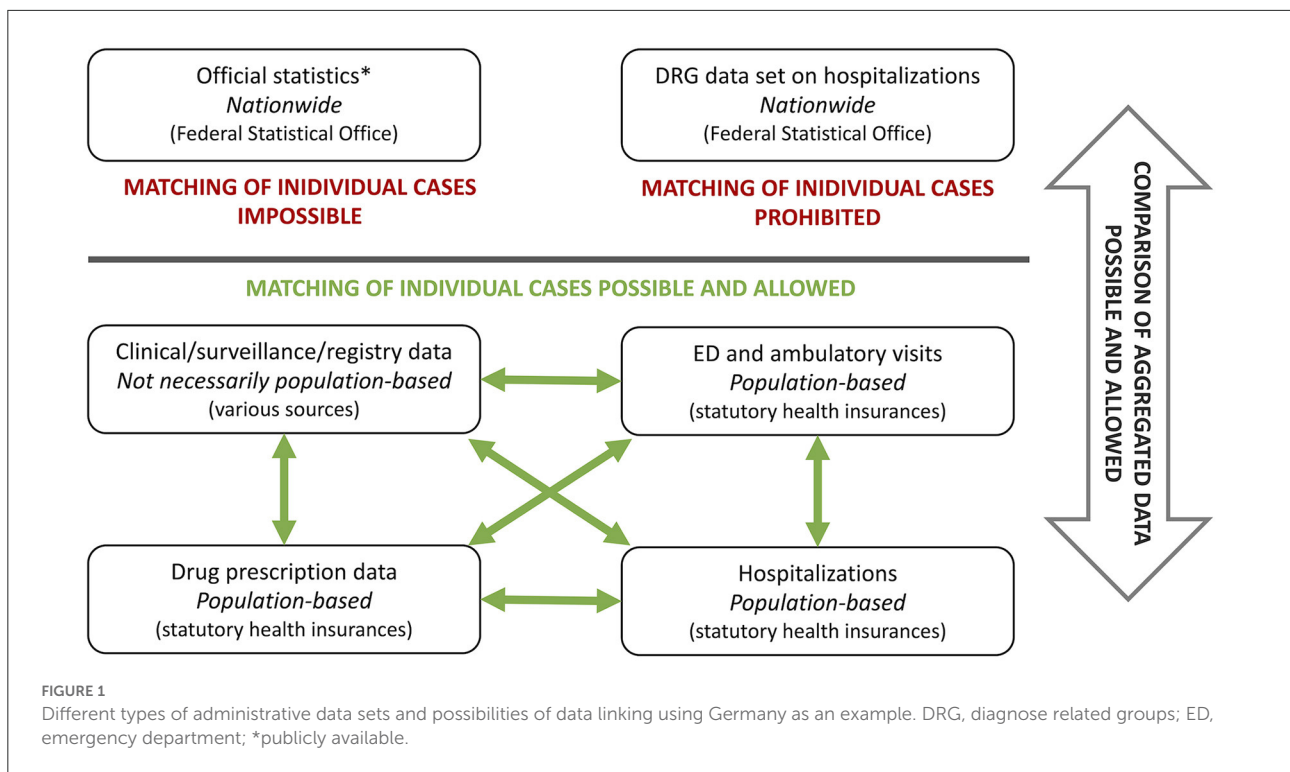 Official statistics*
Nationwide
(Federal Statistical Office)
MATCHING OF INIDIVIDUAL CASES
IMPOSSIBLE
DRG data set on hospitalizations
Nationwide
(Federal Statistical Office)
MATCHING OF INIDIVIDUAL CASES
PROHIBITED
MATCHING OF INDIVIDUAL CASES POSSIBLE AND ALLOWED
Clinical/surveillance/registry data
Not necessarily population-based
(various sources)
ED and ambulatory visits
Population-based
(statutory health insurances)
Drug prescription data
Population-based
(statutory health insurances)
Hospitalizations
Population-based
(statutory health insurances)
COMPARISON OF AGGREGATED DATA
POSSIBLE AND ALLOWED
FIGURE 1
Different types of administrative data sets and possibilities of data linking using Germany as an example. DRG, diagnose related groups; ED,
emergency department; *publicly available.